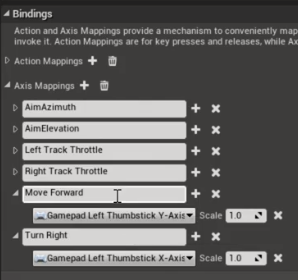 Bindings
Action and Axis Mappings provide a mechanism to conveniently map
invoke it. Action Mappings are for key presses and releases, while Ax
Action Mappings
Axis Mappings
AimAzimuth
AimElevation
Left Track Throttle
Right Track Throttle
Move Forward
Gamepad Left Thumbstick Y-Axis Scale 1.0
Turn Right
Gamepad Left Thumbstick X-Axis Scale 1.0